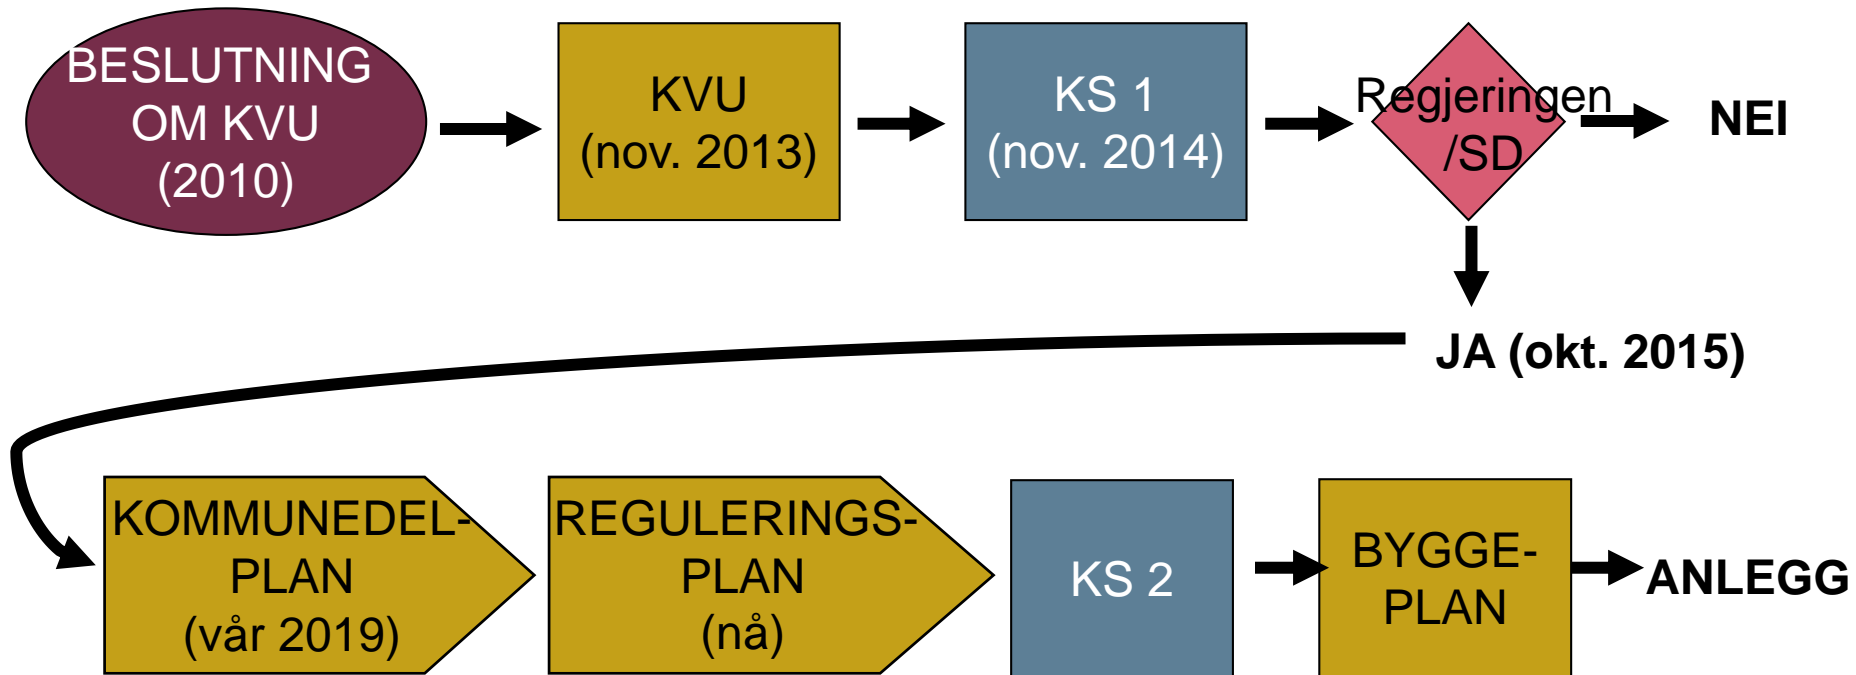 BESLUTNING
OM KVU
(2010)
KVU
(nov. 2013)
KS 1
(nov. 2014)
Regjeringen
/SD
NEI
JA (okt. 2015)
KOMMUNEDEL-
PLAN
(vår 2019)
REGULERINGS-
PLAN
(nå)
KS 2
BYGGE-
PLAN
ANLEGG